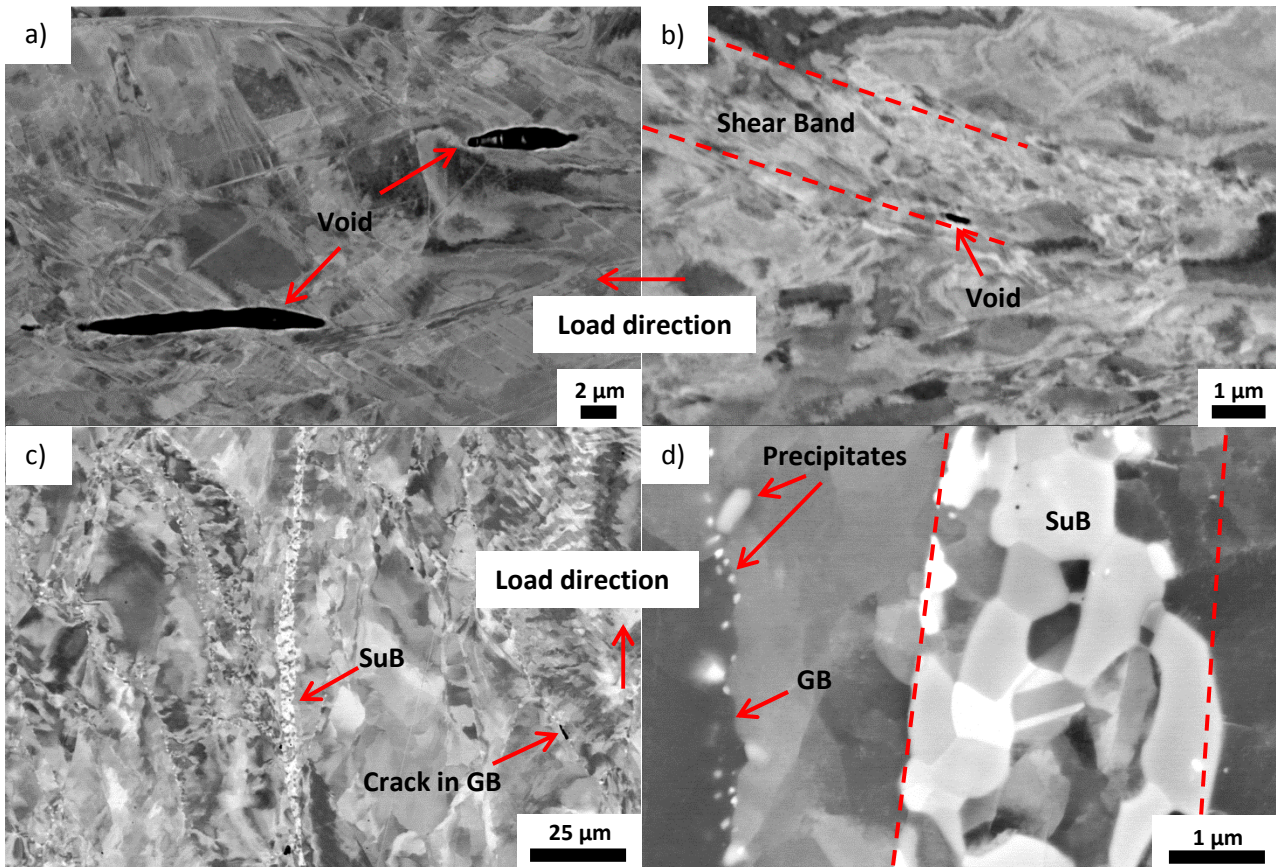 a)
Void
2 µm
b)
Shear Band
Void
1 µm
Load direction
c)
SuB
Crack in GB
25 µm
Load direction
d)
Precipitates
SuB
GB
1 µm